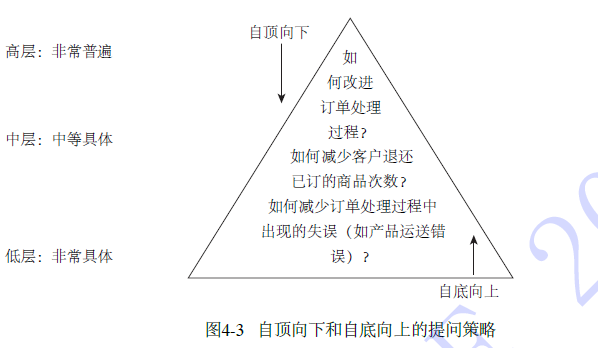 自顶向下
高层：非常普遍
如
何改进
订单处理
过程？
中层：中等具体
如何减少客户退还
已订的商品次数？
如何减少订单处理过程中
出现的失误（如产品运送错
误）？
低层：非常具体
自底向上
图4-3 自顶向下和自底向上的提问策略